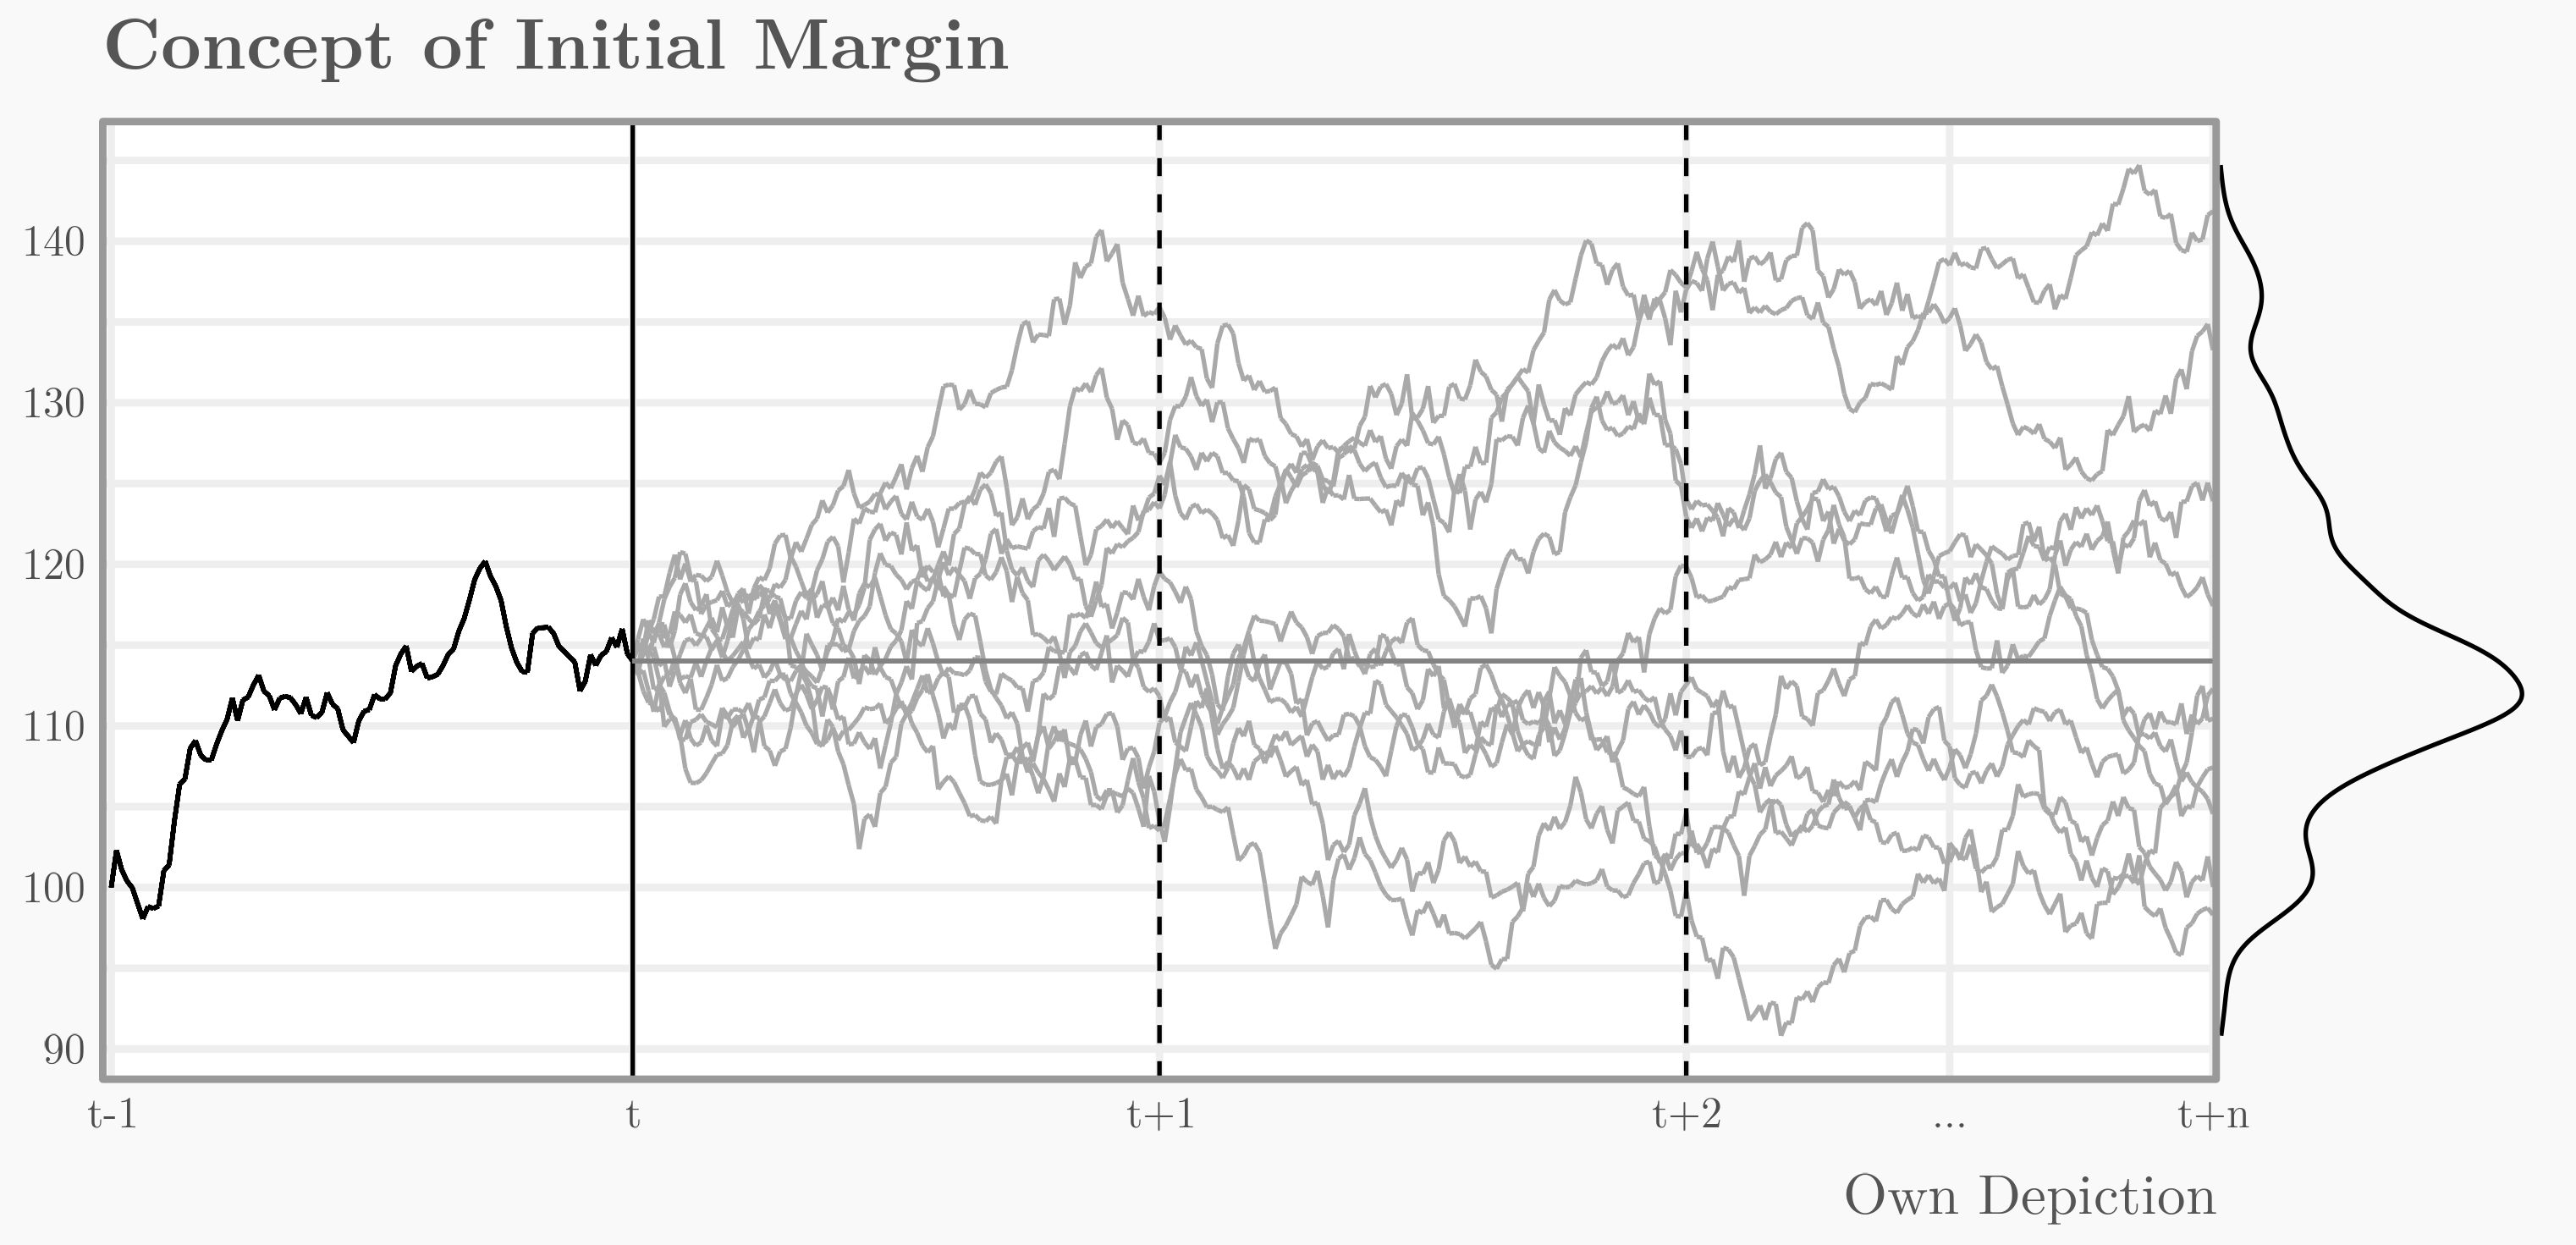 Concept of Initial Margin
140
130
120
110
100
90
t-1 t t+1 t+2 ... t+n
Own Depiction